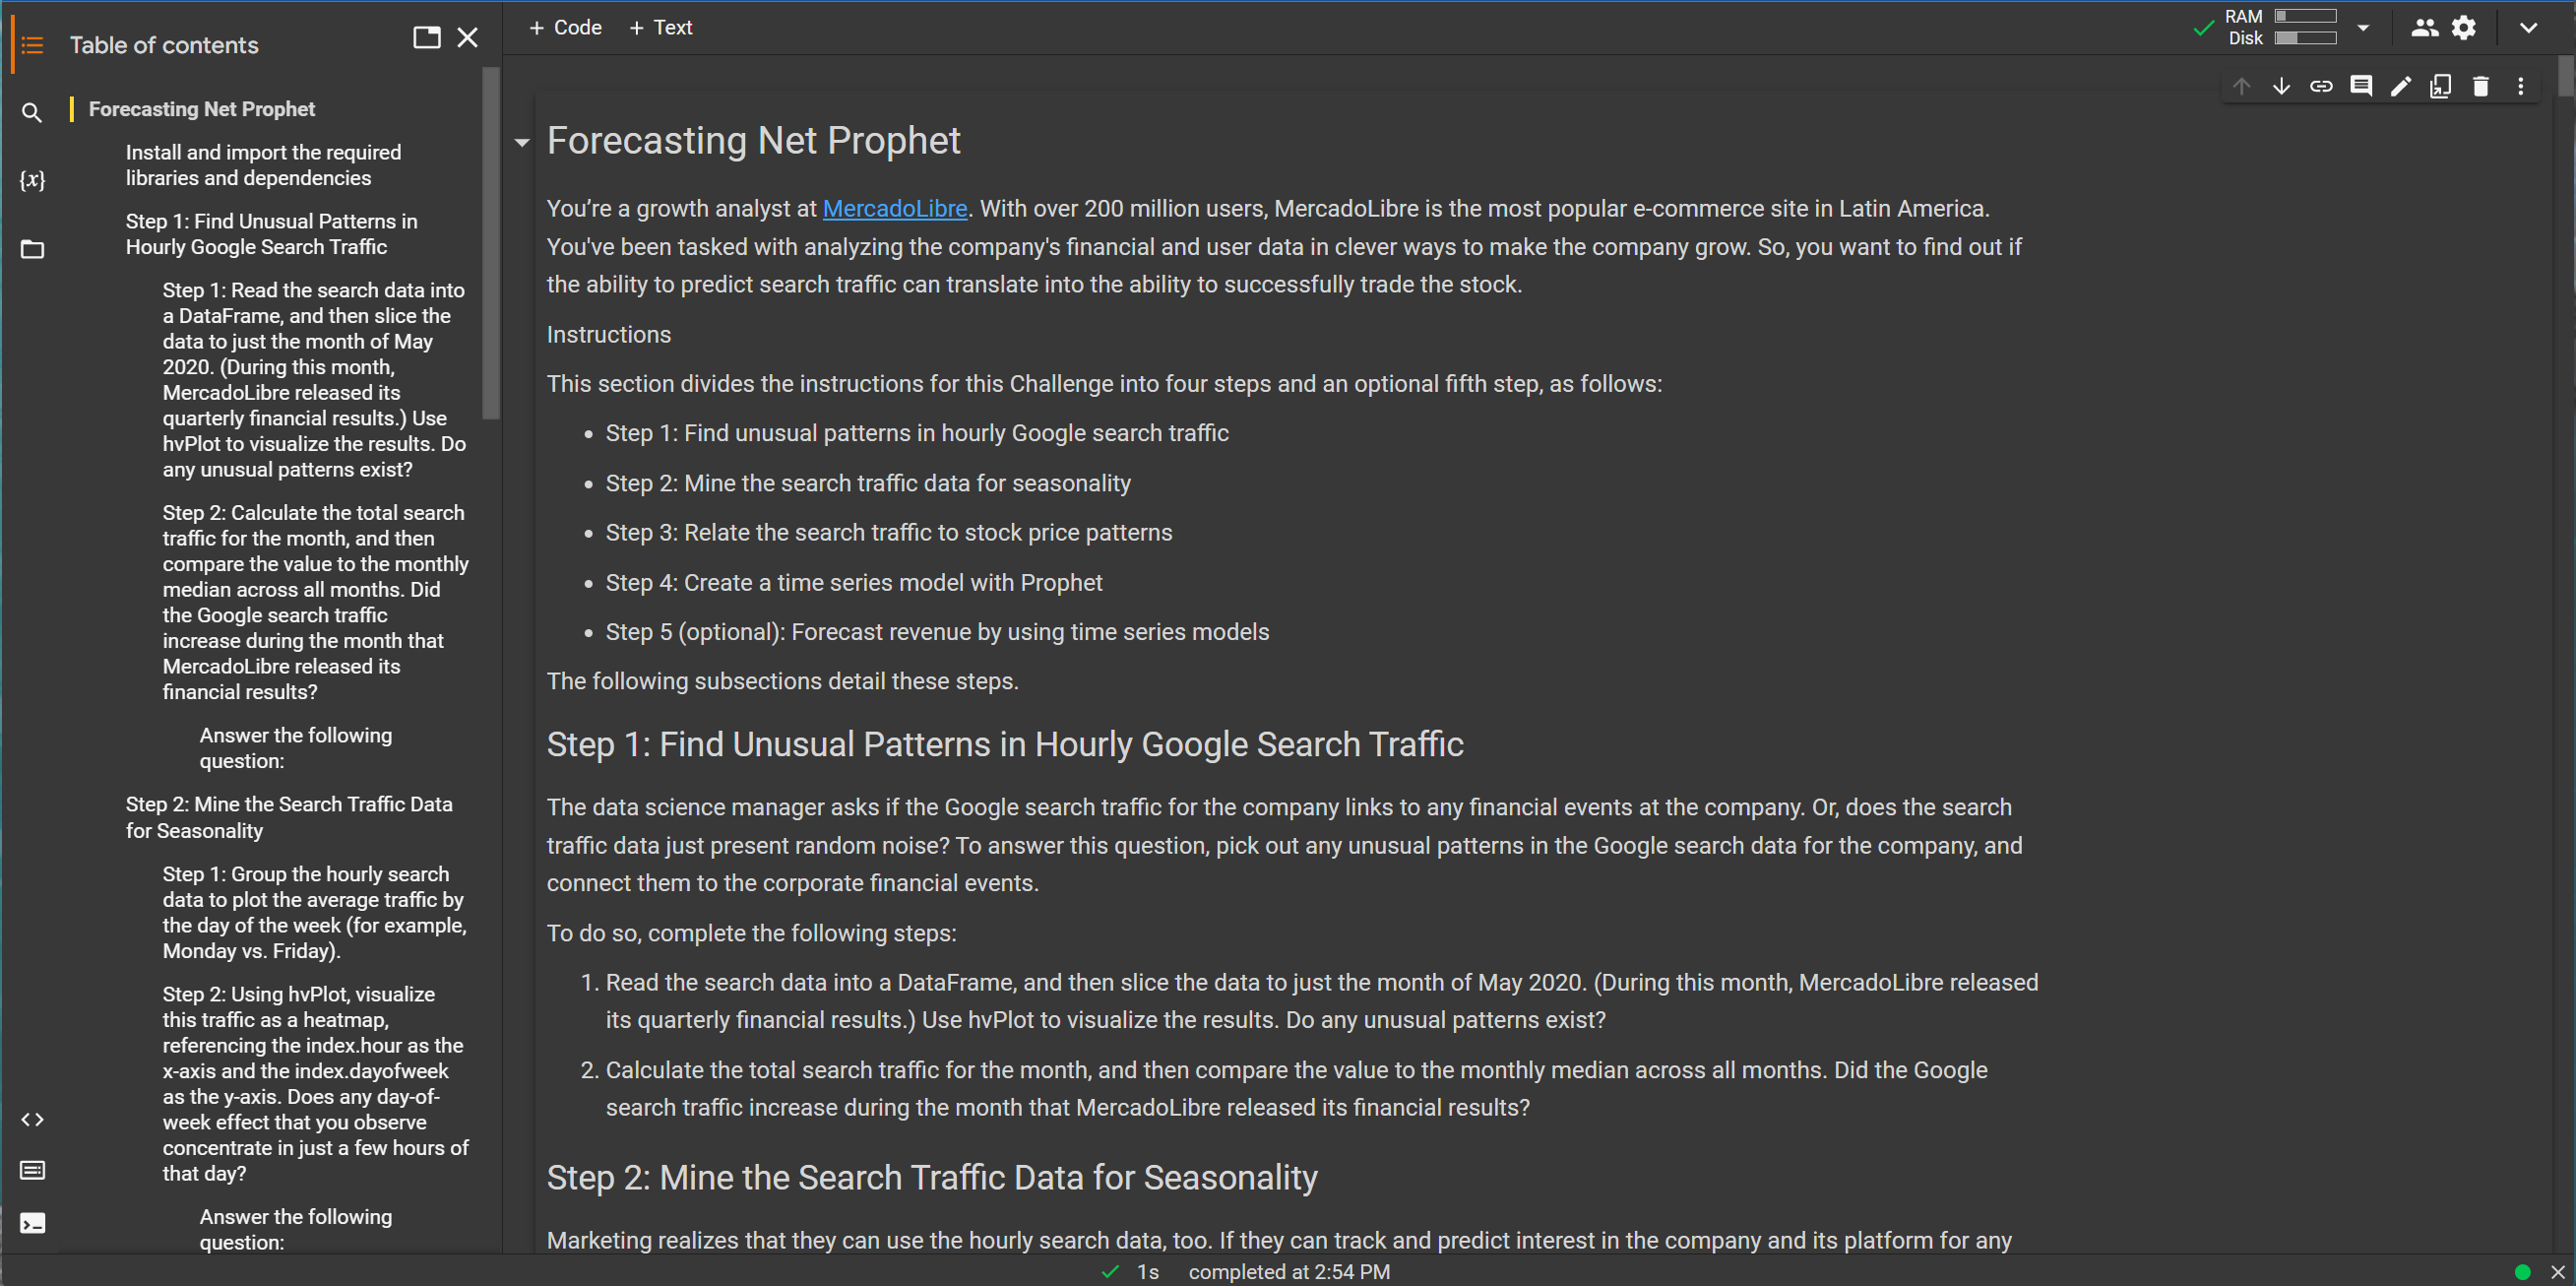 Table of contents
Forecasting Net Prophet
Install and import the required
libraries and dependencies
Step 1: Find Unusual Patterns in
Hourly Google Search Traffic
Step 1: Read the search data into
a DataFrame, and then slice the
data to just the month of May
2020. (During this month,
MercadoLibre released its
quarterly financial results.) Use
hvPlot to visualize the results. Do
any unusual patterns exist?
Step 2: Calculate the total search
traffic for the month, and then
compare the value to the monthly
median across all months. Did
the Google search traffic
increase during the month that
MercadoLibre released its
financial results?
Answer the following
question:
Step 2: Mine the Search Traffic Data
for Seasonality
Step 1: Group the hourly search
data to plot the average traffic by
the day of the week (for example,
Monday vs. Friday).
Step 2: Using hvPlot, visualize
this traffic as a heatmap,
referencing the index.hour as the
x-axis and the index.dayofweek
as the y-axis. Does any day-of-
week effect that you observe
concentrate in just a few hours of
that day?
Answer the following
question:
{x}
+ Code + Text
RAM
Disk
Forecasting Net Prophet
You’re a growth analyst at MercadoLibre. With over 200 million users, MercadoLibre is the most popular e-commerce site in Latin America.
You've been tasked with analyzing the company's financial and user data in clever ways to make the company grow. So, you want to find out if
the ability to predict search traffic can translate into the ability to successfully trade the stock.
Instructions
This section divides the instructions for this Challenge into four steps and an optional fifth step, as follows:
• Step 1: Find unusual patterns in hourly Google search traffic
• Step 2: Mine the search traffic data for seasonality
• Step 3: Relate the search traffic to stock price patterns
• Step 4: Create a time series model with Prophet
• Step 5 (optional): Forecast revenue by using time series models
The following subsections detail these steps.
Step 1: Find Unusual Patterns in Hourly Google Search Traffic
The data science manager asks if the Google search traffic for the company links to any financial events at the company. Or, does the search
traffic data just present random noise? To answer this question, pick out any unusual patterns in the Google search data for the company, and
connect them to the corporate financial events.
To do so, complete the following steps:
1. Read the search data into a DataFrame, and then slice the data to just the month of May 2020. (During this month, MercadoLibre released
its quarterly financial results.) Use hvPlot to visualize the results. Do any unusual patterns exist?
2. Calculate the total search traffic for the month, and then compare the value to the monthly median across all months. Did the Google
search traffic increase during the month that MercadoLibre released its financial results?
Step 2: Mine the Search Traffic Data for Seasonality
Marketing realizes that they can use the hourly search data, too. If they can track and predict interest in the company and its platform for any
1s completed at 2:54 PM